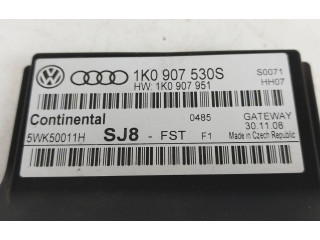 1K0 907 530S S0071
HW: 1K0 907 951 HH07
Continental 0485 GATEWAY
5WK50011H SJ8 - FST F1 30.11.08
Made in Czech Republic